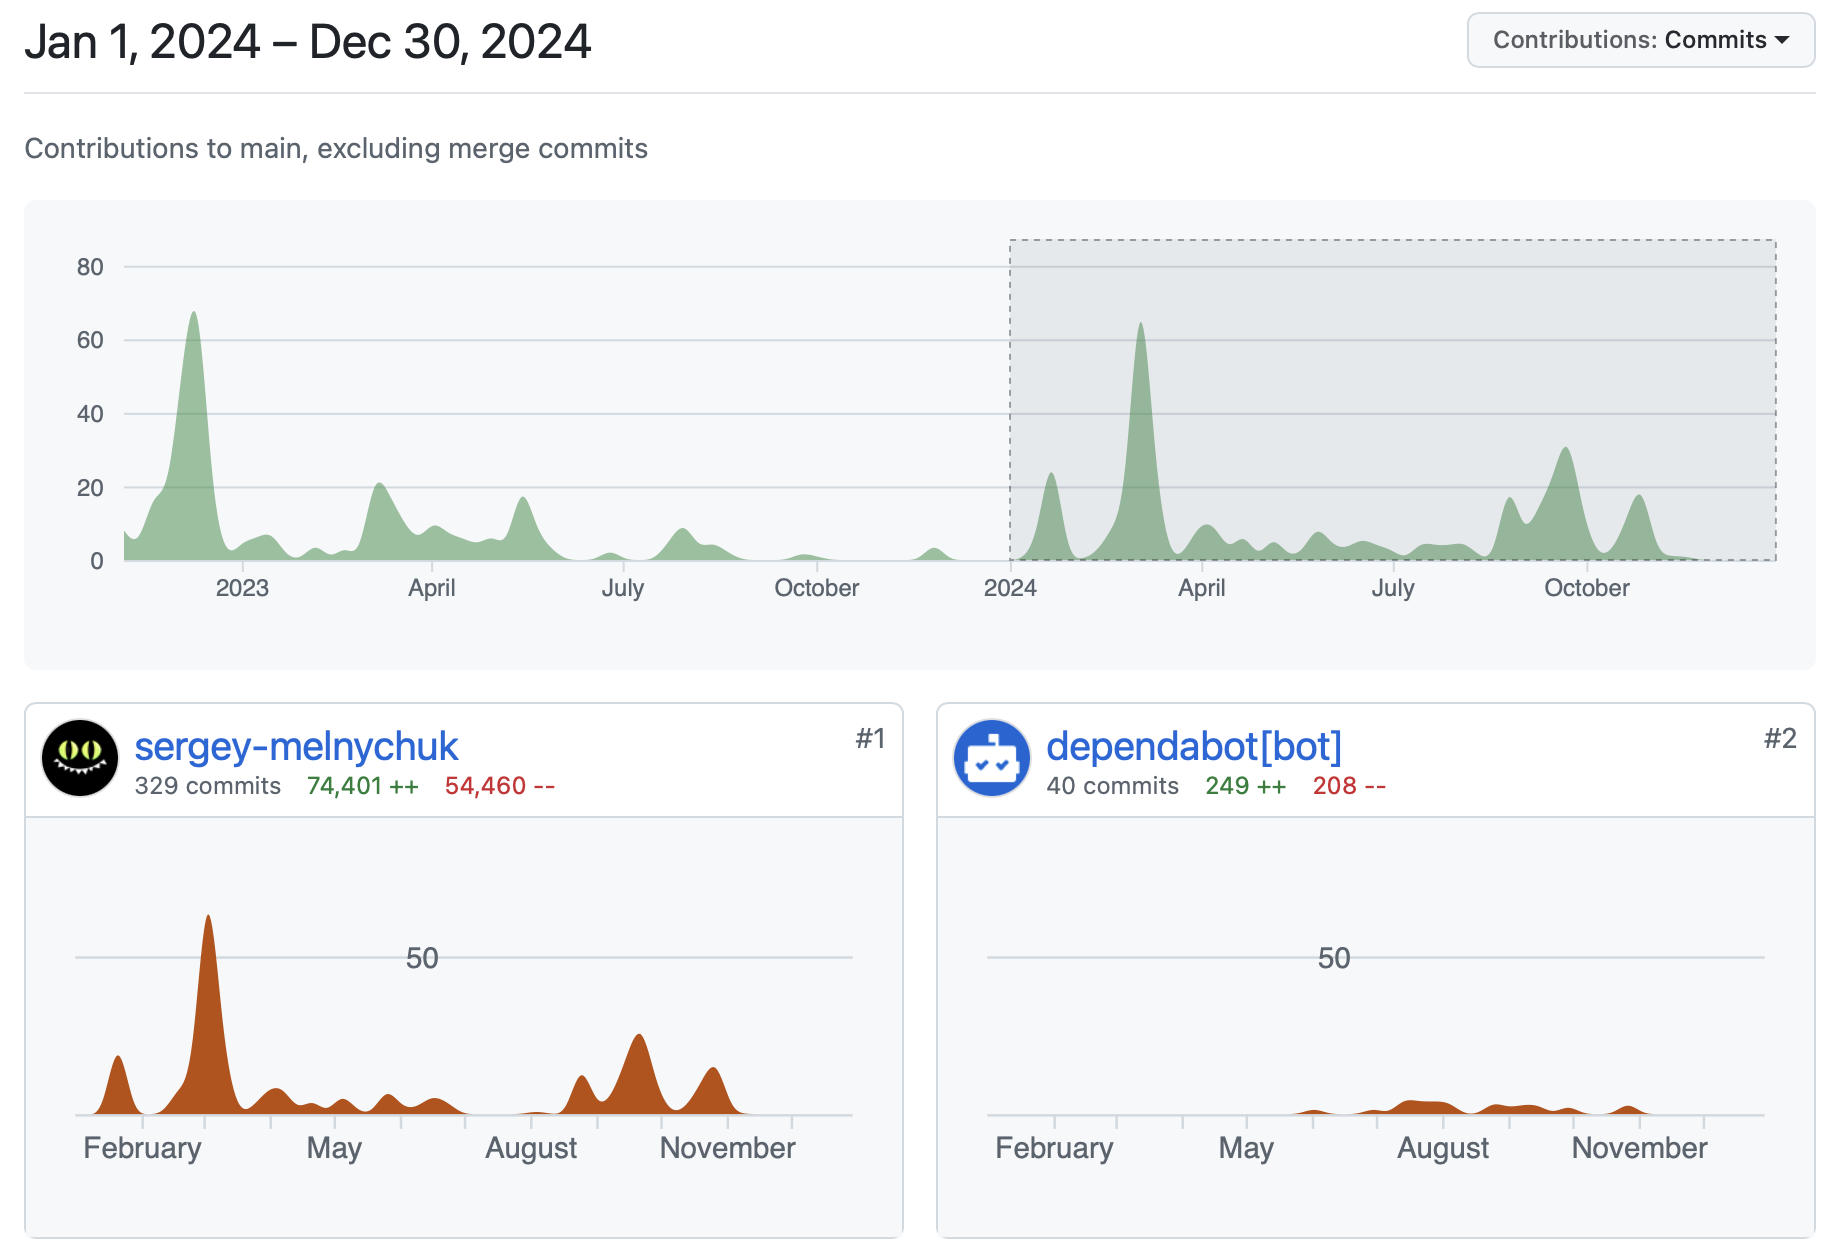 Jan 1, 2024 – Dec 30, 2024
Contributions: Commits
Contributions to main, excluding merge commits
80
60
40
20
0
2023 April July October 2024 April July October
sergey-melnychuk
#1
329 commits 74,401 ++ 54,460 --
50
February May August November
dependabot[bot]
#2
40 commits 249 ++ 208 --
50
February May August November